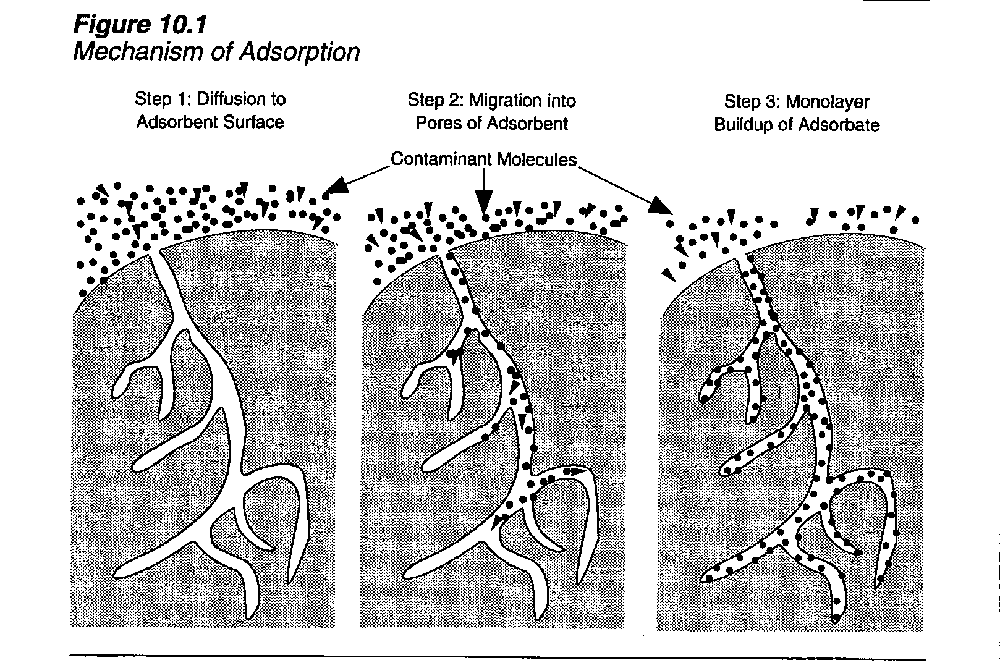 Figure 10.1
Mechanism of Adsorption
Step 1: Diffusion to
Adsorbent Surface
Step 2: Migration into
Pores of Adsorbent
Step 3: Monolayer
Buildup of Adsorbate
Contaminant Molecules